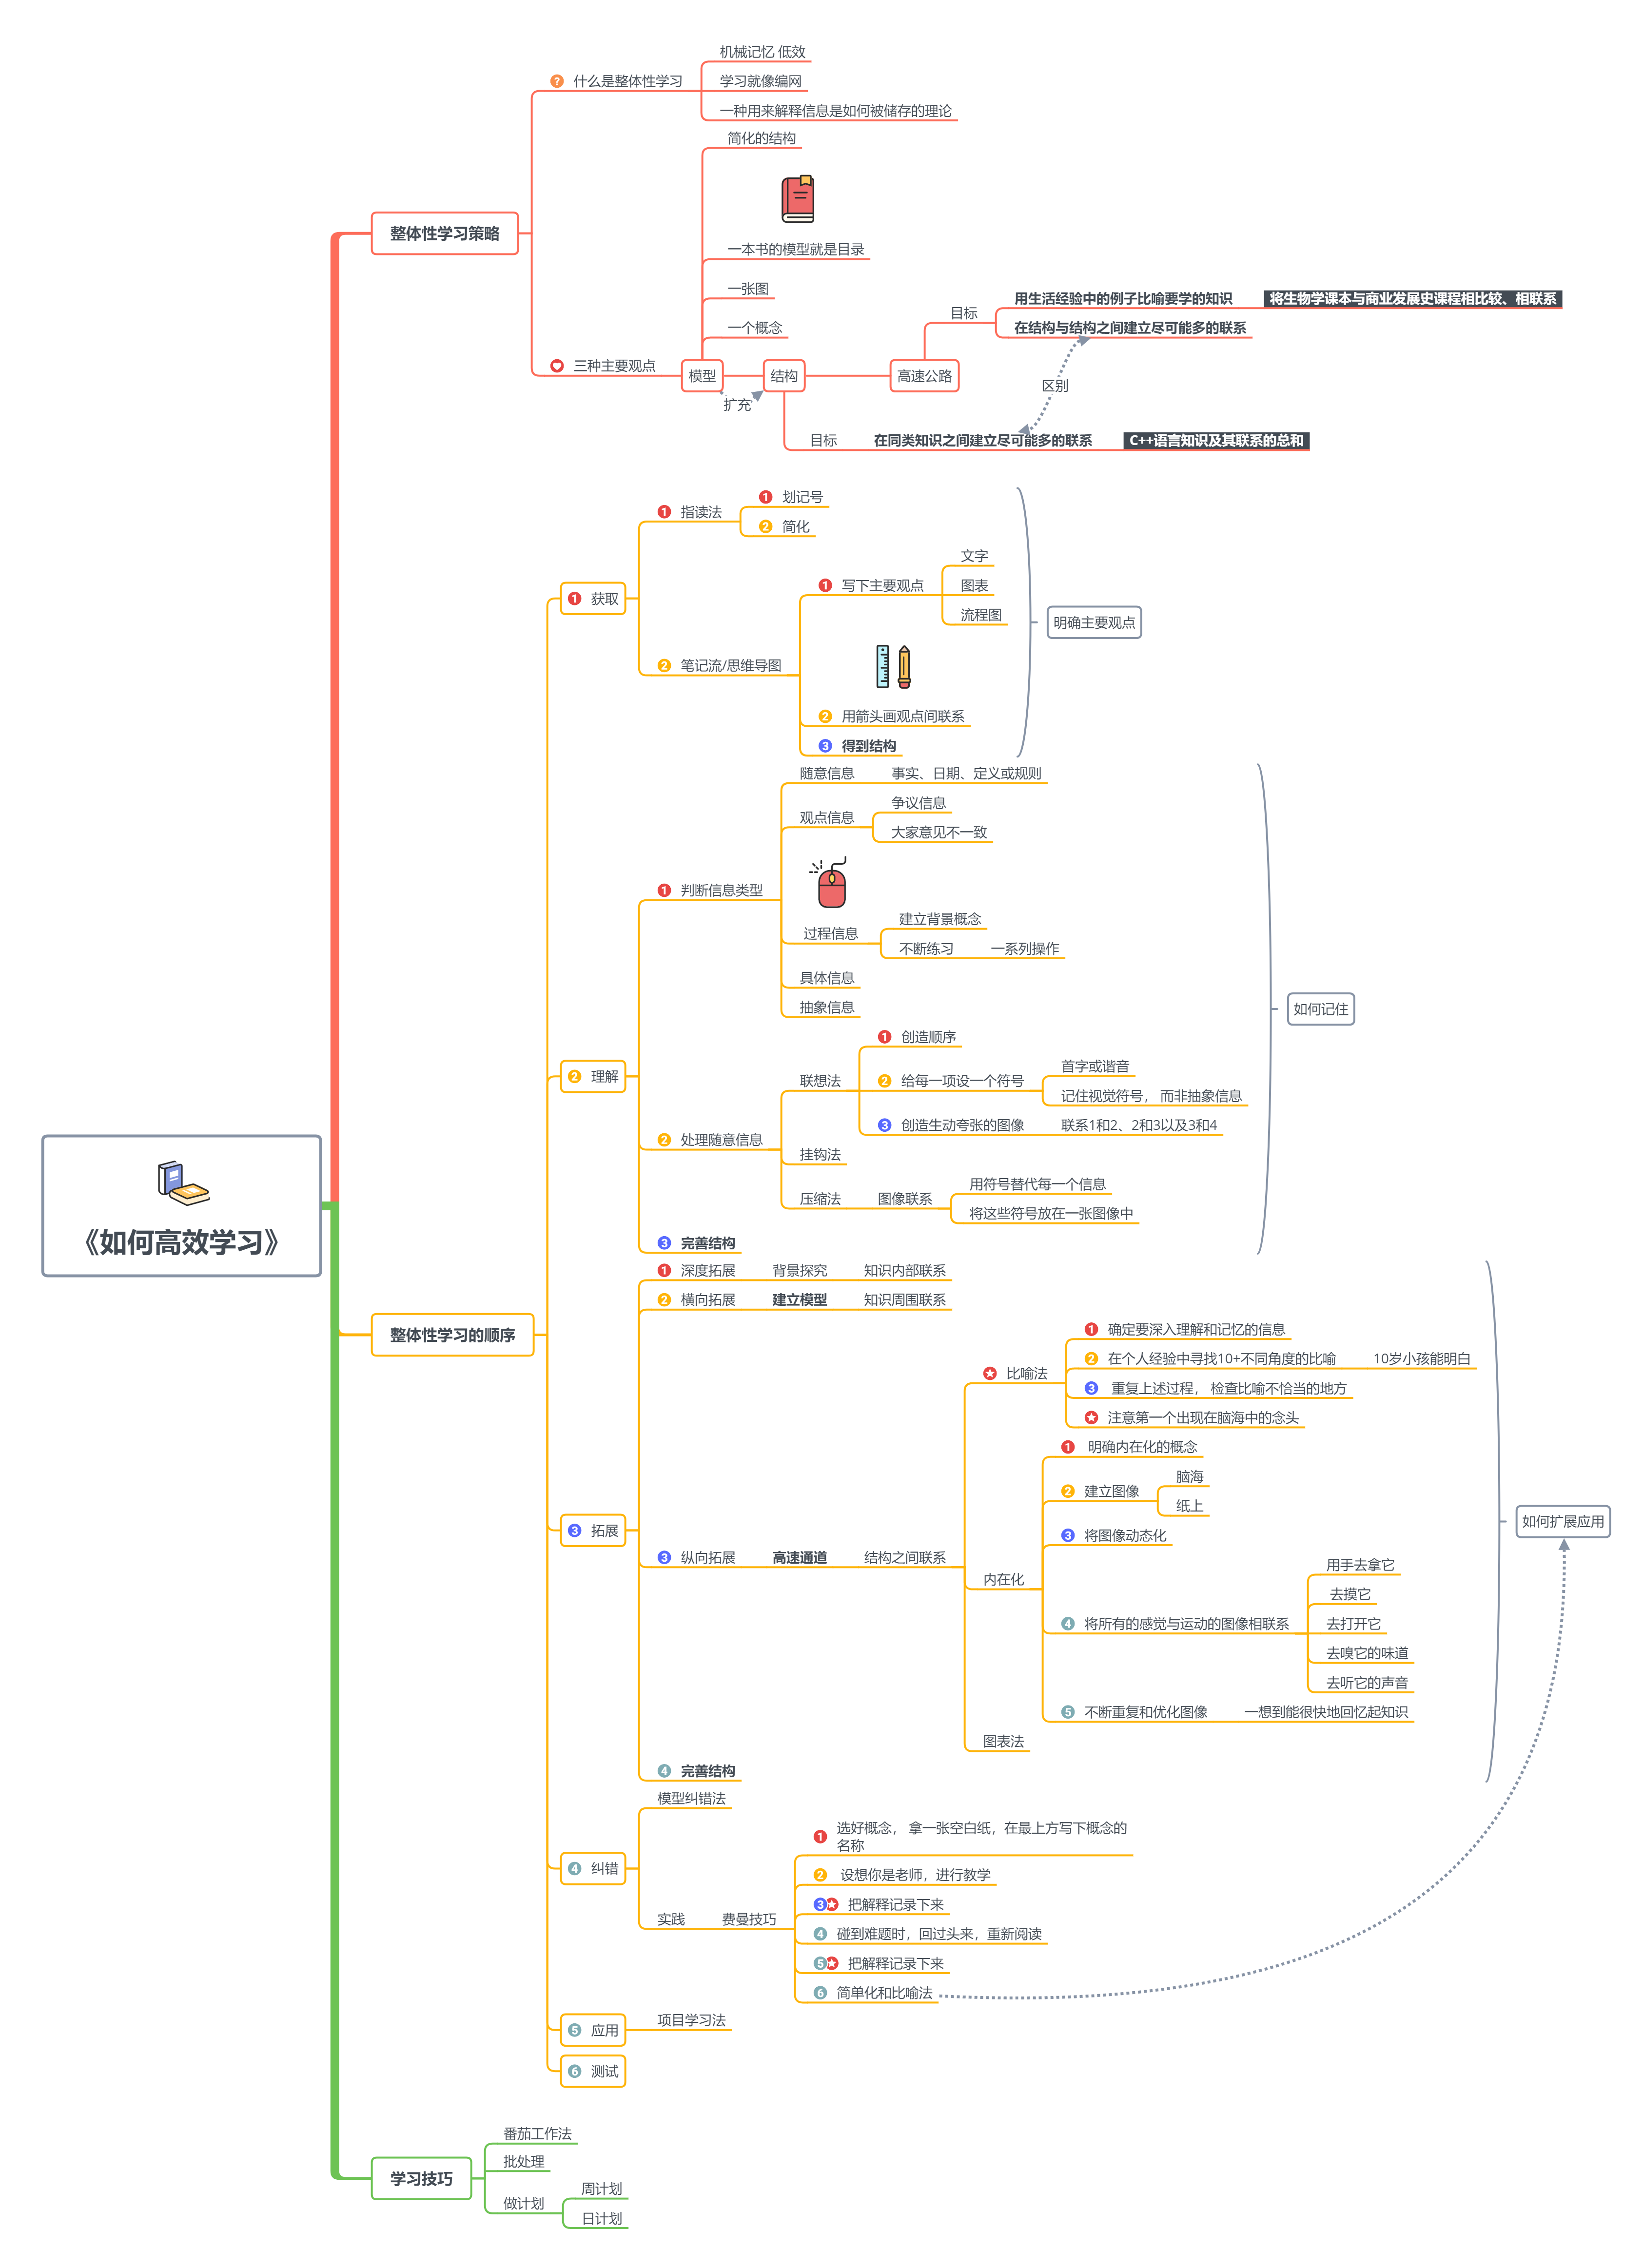 《如何高效学习》
整体性学习策略
什么是整体性学习
机械记忆 低效
学习就像编网
一种用来解释信息是如何被储存的理论
三种主要观点
模型
简化的结构
一本书的模型就是目录
一张图
一个概念
扩充
结构
目标
在同类知识之间建立尽可能多的联系
C++语言知识及其联系的总和
高速公路
目标
用生活经验中的例子比喻要学的知识
将生物学课本与商业发展史课程相比较、相联系
在结构与结构之间建立尽可能多的联系
区别
整体性学习的顺序
1 获取
1 指读法
1 划记号
2 简化
2 笔记流/思维导图
1 写下主要观点
文字
图表
流程图
2 用箭头画观点间联系
3 得到结构
明确主要观点
2 理解
1 判断信息类型
随意信息
事实、日期、定义或规则
观点信息
争议信息
大家意见不一致
过程信息
建立背景概念
不断练习
一系列操作
具体信息
抽象信息
2 处理随意信息
联想法
1 创造顺序
2 给每一项设一个符号
首字或谐音
记住视觉符号， 而非抽象信息
3 创造生动夸张的图像
联系1和2、2和3以及3和4
挂钩法
压缩法
图像联系
用符号替代每一个信息
将这些符号放在一张图像中
3 完善结构
如何记住
3 拓展
1 深度拓展
背景探究
知识内部联系
2 横向拓展
建立模型
知识周围联系
3 纵向拓展
高速通道
结构之间联系
比喻法
1 确定要深入理解和记忆的信息
2 在个人经验中寻找10+不同角度的比喻
10岁小孩能明白
3 重复上述过程， 检查比喻不恰当的地方
注意第一个出现在脑海中的念头
内在化
1 明确内在化的概念
2 建立图像
脑海
纸上
3 将图像动态化
4 将所有的感觉与运动的图像相联系
用手去拿它
去摸它
去打开它
去嗅它的味道
去听它的声音
5 不断重复和优化图像
一想到能很快地回忆起知识
图表法
4 完善结构
如何扩展应用
4 纠错
模型纠错法
实践
费曼技巧
1 选好概念， 拿一张空白纸，在最上方写下概念的
名称
2 设想你是老师，进行教学
3 把解释记录下来
4 碰到难题时，回过头来，重新阅读
5 把解释记录下来
6 简单化和比喻法
5 应用
项目学习法
6 测试
学习技巧
番茄工作法
批处理
做计划
周计划
日计划